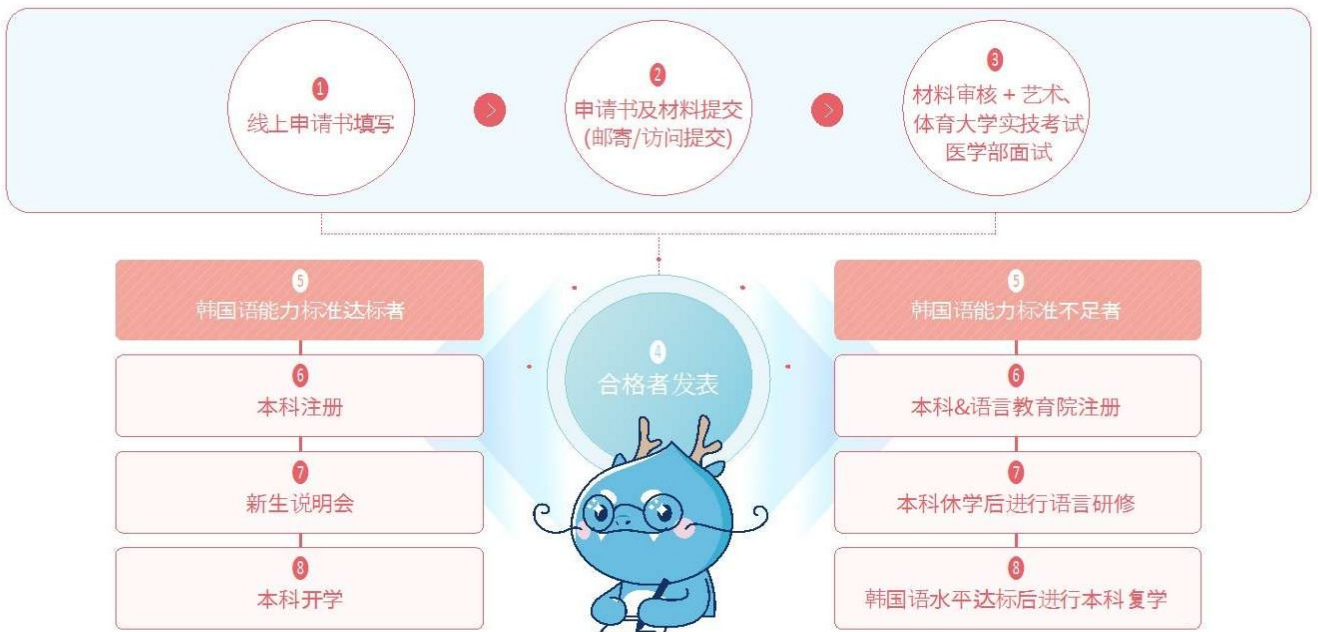 1
线上申请书填写
2
申请书及材料提交
(邮寄/访问提交)
3
材料审核 + 艺术、
体育大学实技考试
医学部面试
4
合格者发表
5
韩国语能力标准达标者
6
本科注册
7
新生说明会
8
本科开学
5
韩国语能力标准不足者
6
本科&语言教育院注册
7
本科休学后进行语言研修
8
韩国语水平达标后进行本科复学